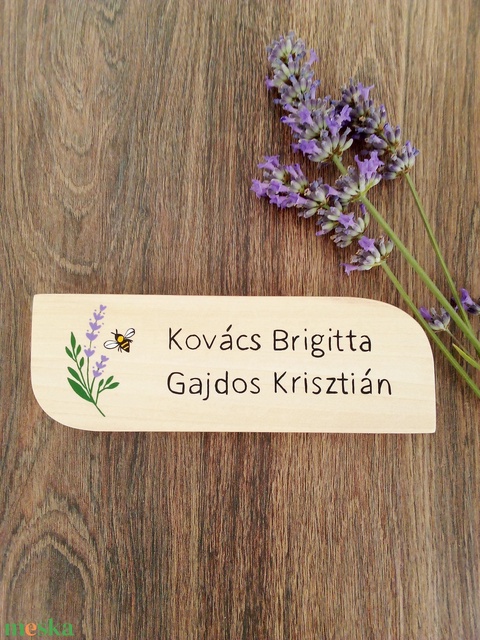 Kovács Brigitta
Gajdos Krisztián
meska